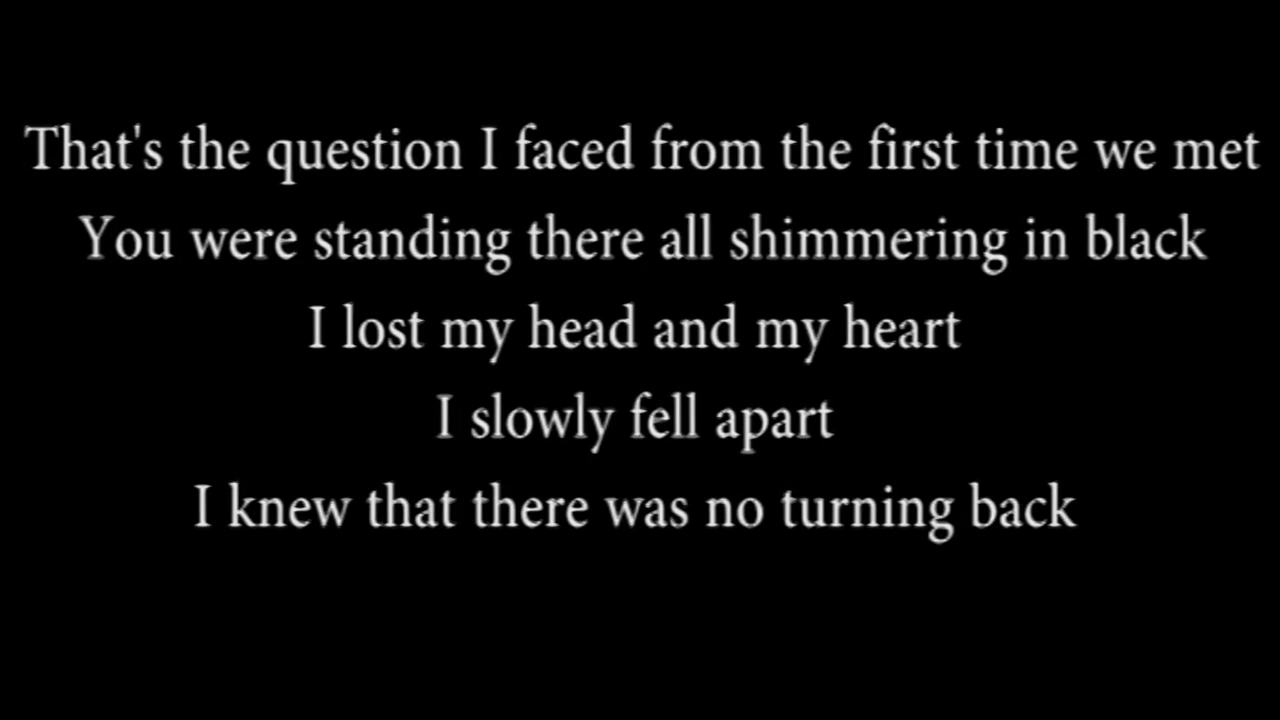 That's the question I faced from the first time we met
You were standing there all shimmering in black
I lost my head and my heart
I slowly fell apart
I knew that there was no turning back